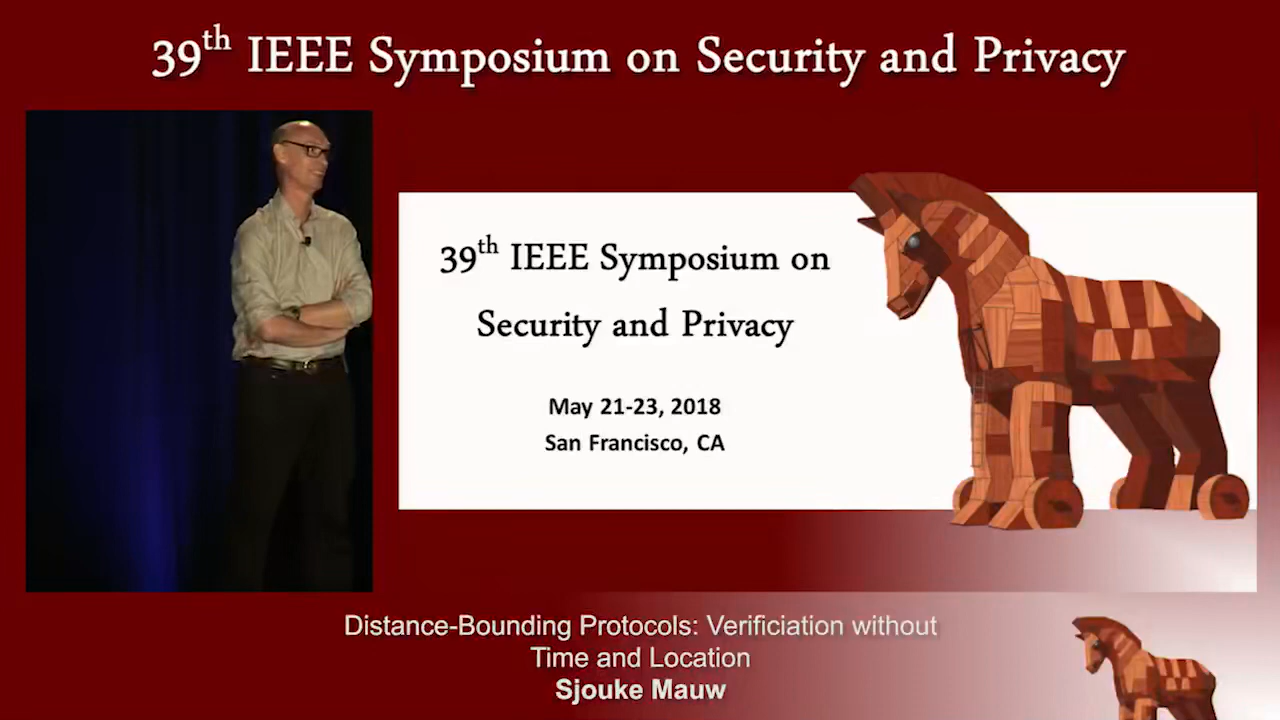 39th IEEE Symposium on Security and Privacy
39th IEEE Symposium on
Security and Privacy
May 21-23, 2018
San Francisco, CA
Distance-Bounding Protocols: Verificiation without
Time and Location
Sjouke Mauw